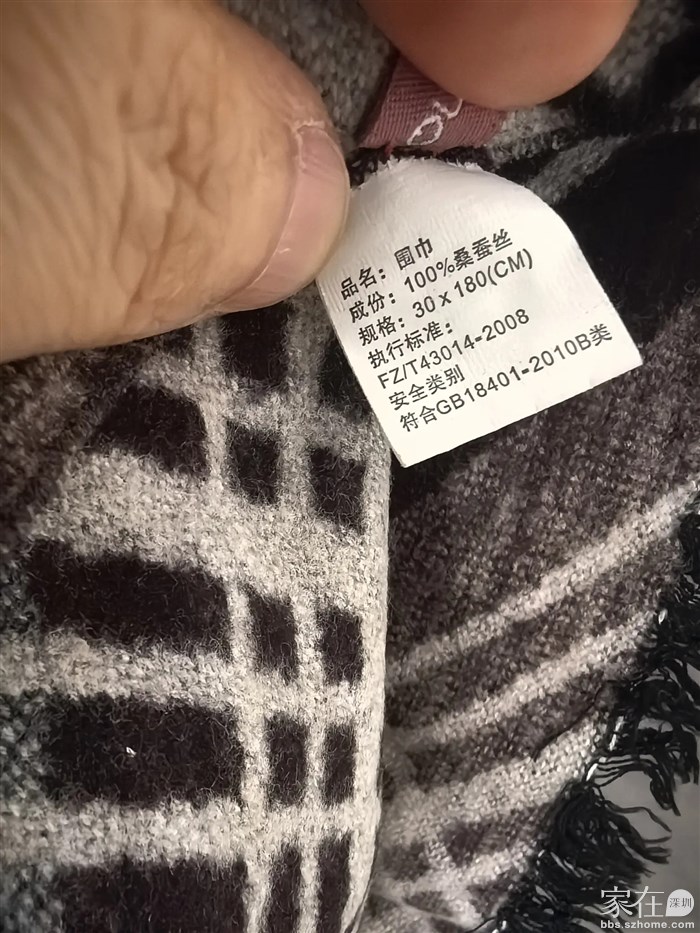 品名：围巾
成份：100%桑蚕丝
规格：30 x 180(CM)
执行标准：
FZ/T43014-2008
安全类别
符合GB18401-2010B类
家在深圳
bbs.szhome.com